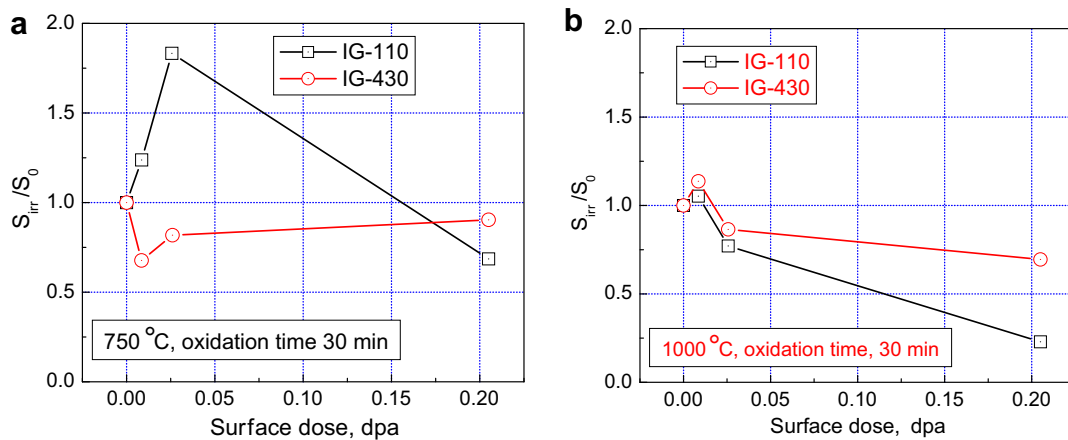 a
2.0
1.5
1.0
0.5
0.0
S_irr /S_0
IG-110
IG-430
750 °C, oxidation time 30 min
0.00 0.05 0.10 0.15 0.20
Surface dose, dpa
b
2.0
1.5
1.0
0.5
0.0
S_irr /S_0
IG-110
IG-430
1000 °C, oxidation time, 30 min
0.00 0.05 0.10 0.15 0.20
Surface dose, dpa